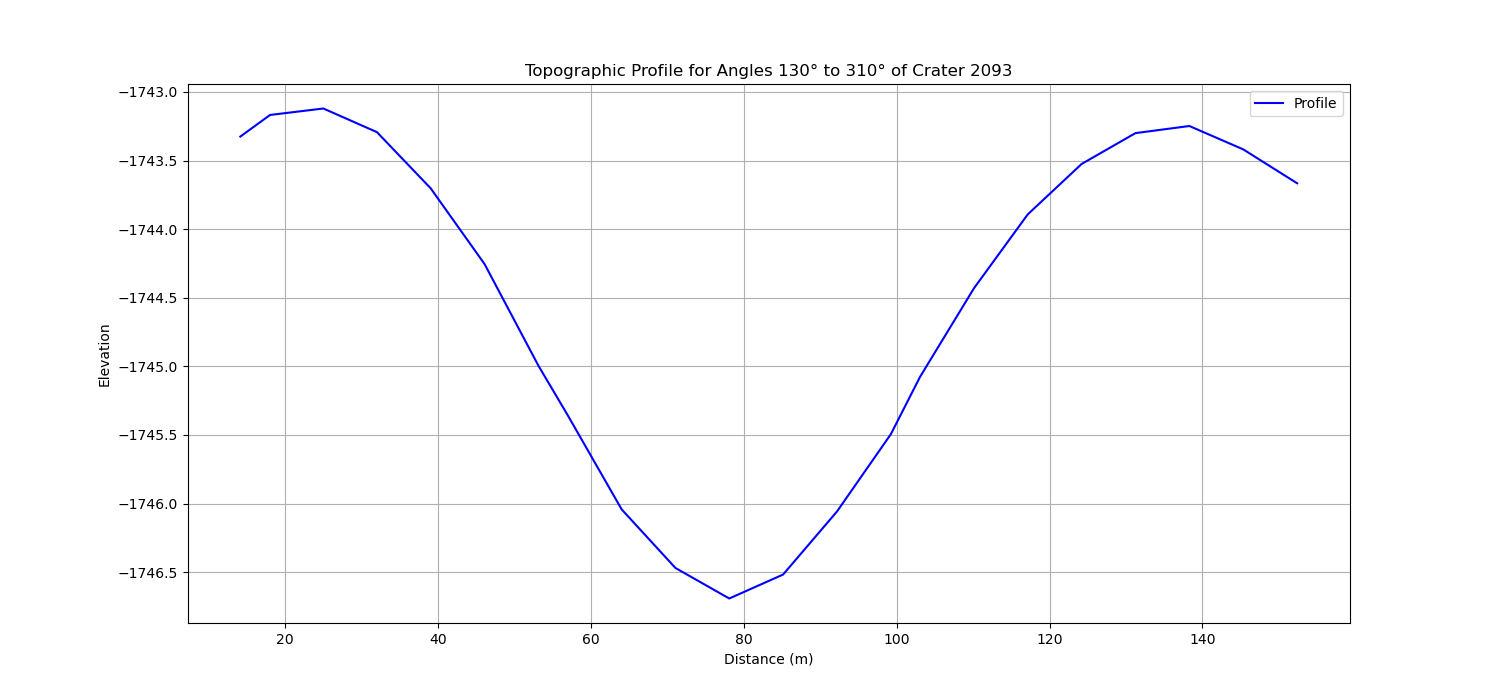 Topographic Profile for Angles 130° to 310° of Crater 2093
−1743.0
Profile
−1743.5
−1744.0
−1744.5
−1745.0
−1745.5
−1746.0
−1746.5
Elevation
20 40 60 80 100 120 140
Distance (m)